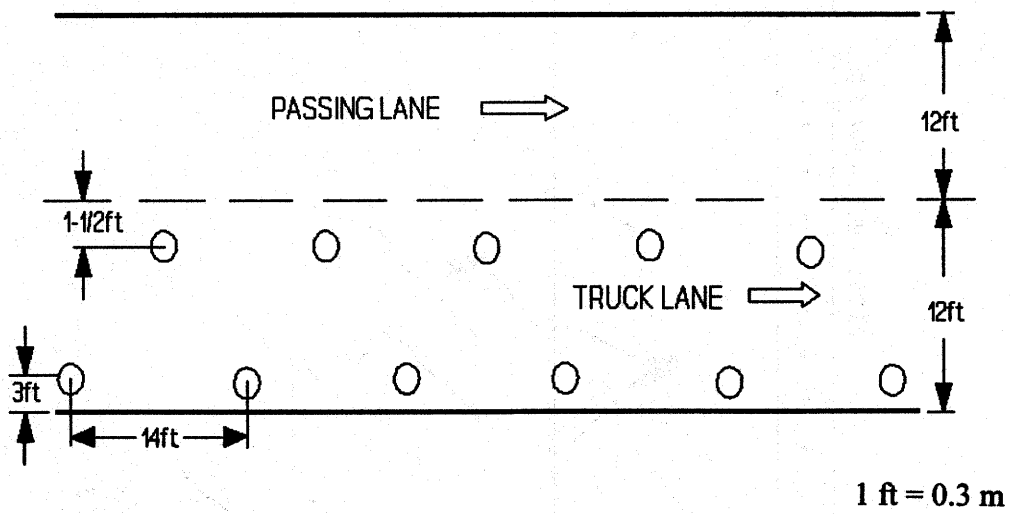 PASSING LANE
12ft
1-1/2ft
TRUCK LANE
12ft
3ft
14ft
1 ft = 0.3 m